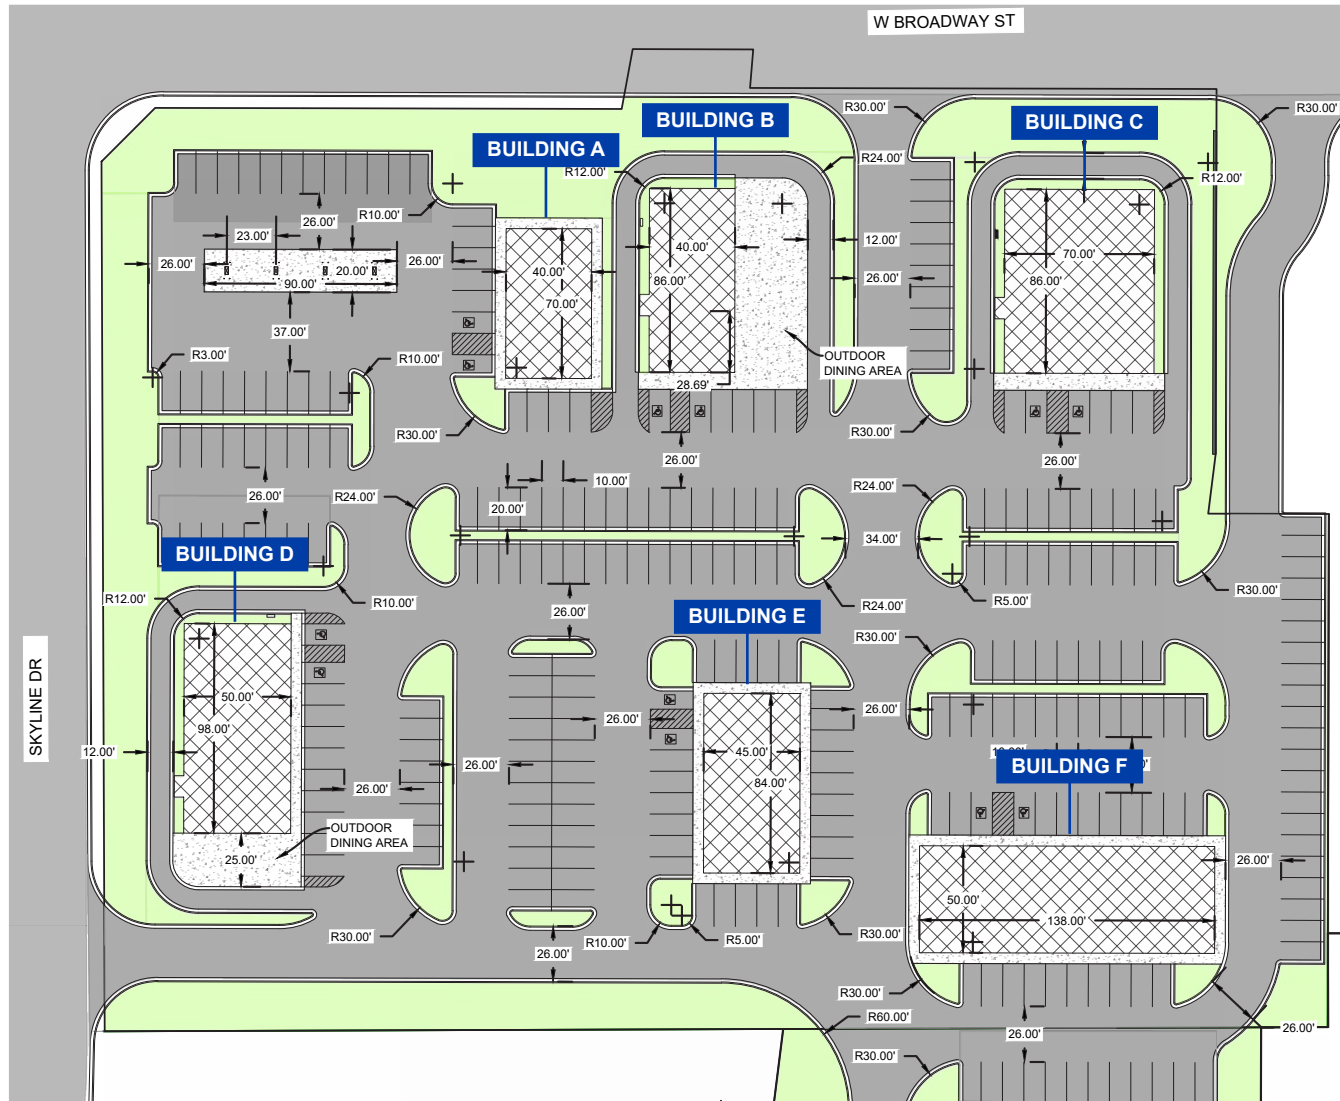 W BROADWAY ST
R30.00'
R30.00'
BUILDING B
BUILDING C
BUILDING A
R24.00'
R12.00'
R12.00'
R10.00'
26.00'
23.00'
12.00'
40.00'
70.00'
26.00'
26.00'
20.00'
40.00'
26.00'
86.00'
86.00'
90.00'
70.00'
37.00'
R3.00'
R10.00'
OUTDOOR
DINING AREA
28.69'
R30.00'
R30.00'
26.00'
26.00'
10.00'
R24.00'
R24.00'
26.00'
20.00'
34.00'
BUILDING D
R12.00'
R10.00'
R24.00'
R5.00'
R30.00'
26.00'
BUILDING E
R30.00'
SKYLINE DR
50.00'
98.00'
26.00'
26.00'
12.00'
45.00'
BUILDING F
26.00'
26.00'
84.00'
OUTDOOR
DINING AREA
25.00'
26.00'
50.00'
138.00'
R30.00'
R10.00'
R5.00'
R30.00'
26.00'
R30.00'
R60.00'
26.00'
26.00'
R30.00'